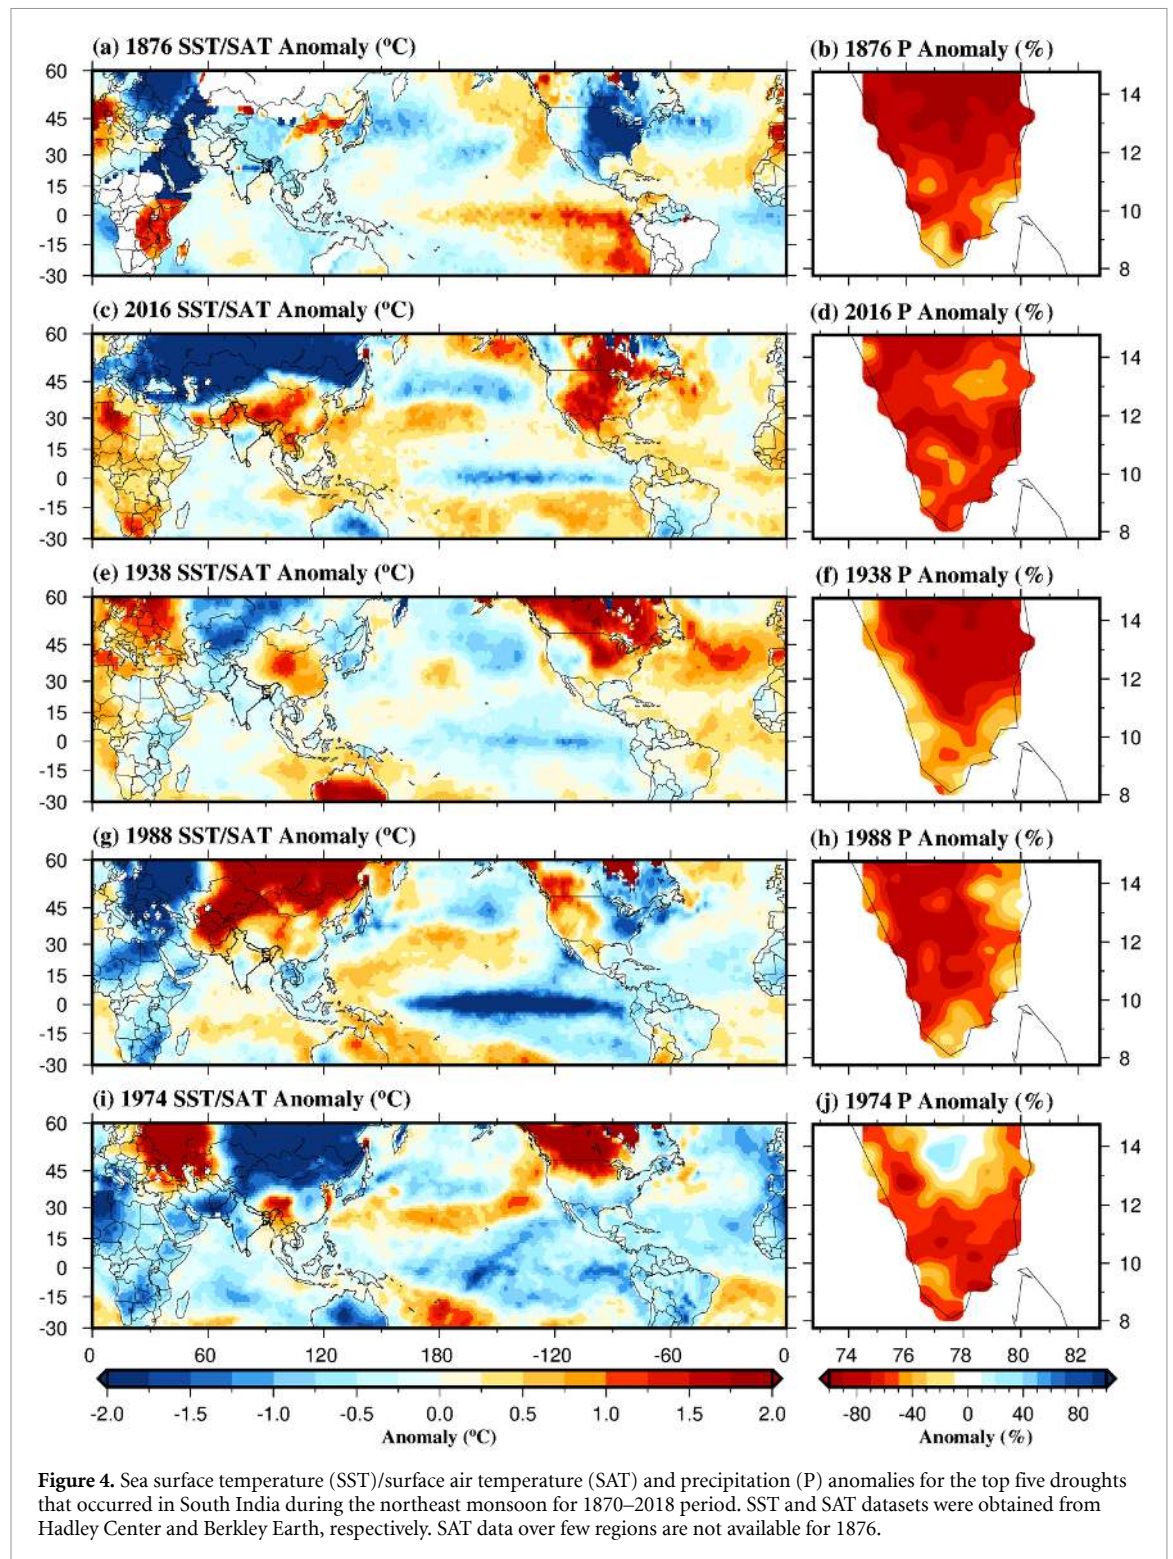 (a) 1876 SST/SAT Anomaly (ºC)
(b) 1876 P Anomaly (%)
60
45
30
15
0
-15
-30
14
12
10
8
(c) 2016 SST/SAT Anomaly (ºC)
(d) 2016 P Anomaly (%)
60
45
30
15
0
-15
-30
14
12
10
8
(e) 1938 SST/SAT Anomaly (ºC)
(f) 1938 P Anomaly (%)
60
45
30
15
0
-15
-30
14
12
10
8
(g) 1988 SST/SAT Anomaly (ºC)
(h) 1988 P Anomaly (%)
60
45
30
15
0
-15
-30
14
12
10
8
(i) 1974 SST/SAT Anomaly (ºC)
(j) 1974 P Anomaly (%)
60
45
30
15
0
-15
-30
14
12
10
8
0 60 120 180 -120 -60 0
74 76 78 80 82
-2.0 -1.5 -1.0 -0.5 0.0 0.5 1.0 1.5 2.0
Anomaly (ºC)
-80 -40 0 40 80
Anomaly (%)
Figure 4. Sea surface temperature (SST)/surface air temperature (SAT) and precipitation (P) anomalies for the top five droughts
that occurred in South India during the northeast monsoon for 1870–2018 period. SST and SAT datasets were obtained from
Hadley Center and Berkley Earth, respectively. SAT data over few regions are not available for 1876.